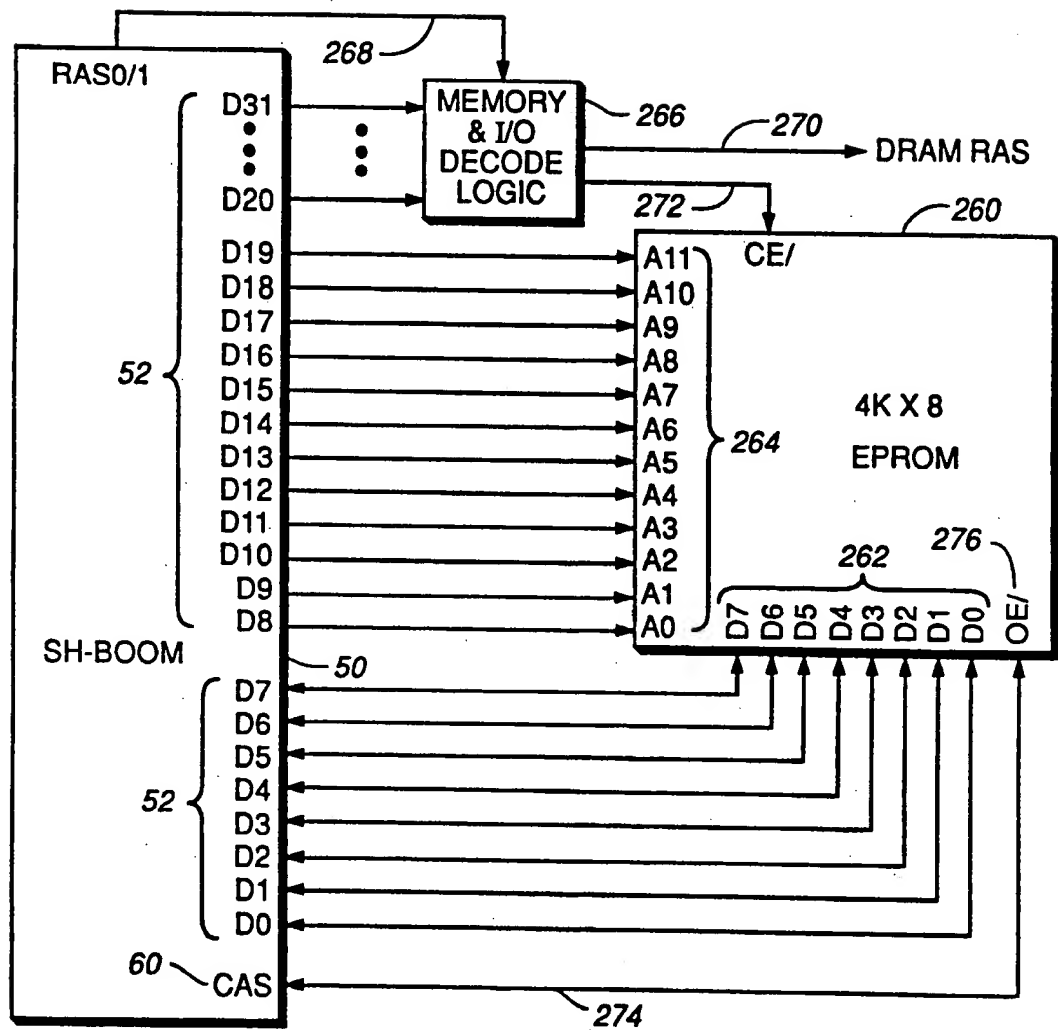 268
RAS0/1
D31
D20
MEMORY
& I/O
DECODE
LOGIC
266
270
DRAM RAS
272
260
CE/
52
D19
D18
D17
D16
D15
D14
D13
D12
D11
D10
D9
D8
A11
A10
A9
A8
A7
A6
A5
A4
A3
A2
A1
A0
264
4K X 8
EPROM
276
262
D7
D6
D5
D4
D3
D2
D1
D0
OE/
SH-BOOM
50
52
D7
D6
D5
D4
D3
D2
D1
D0
60
CAS
274